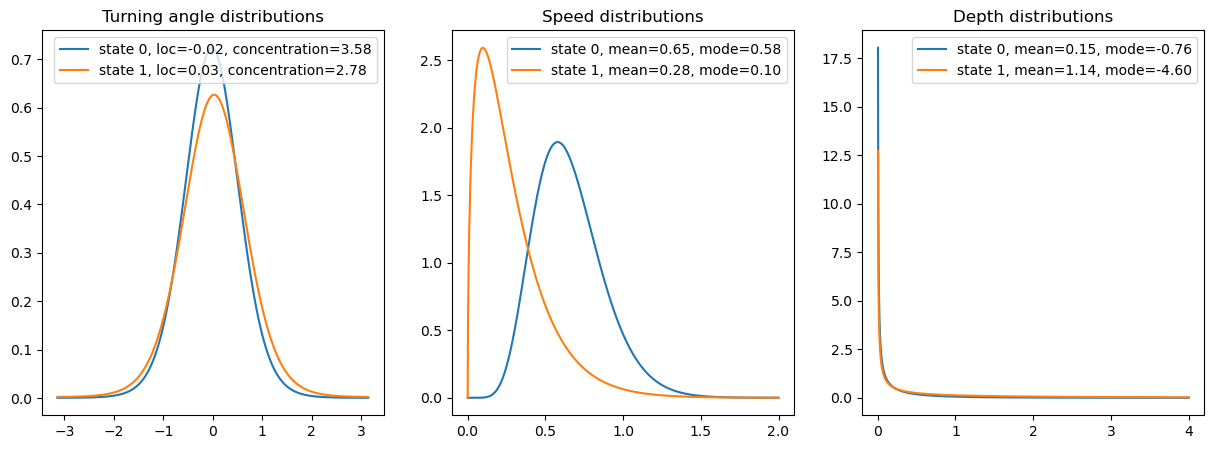 Turning angle distributions
state 0, loc=-0.02, concentration=3.58
state 1, loc=0.03, concentration=2.78
0.7
0.6
0.5
0.4
0.3
0.2
0.1
0.0
−3 −2 −1 0 1 2 3
Speed distributions
state 0, mean=0.65, mode=0.58
state 1, mean=0.28, mode=0.10
2.5
2.0
1.5
1.0
0.5
0.0
0.0 0.5 1.0 1.5 2.0
Depth distributions
state 0, mean=0.15, mode=-0.76
state 1, mean=1.14, mode=-4.60
17.5
15.0
12.5
10.0
7.5
5.0
2.5
0.0
0 1 2 3 4